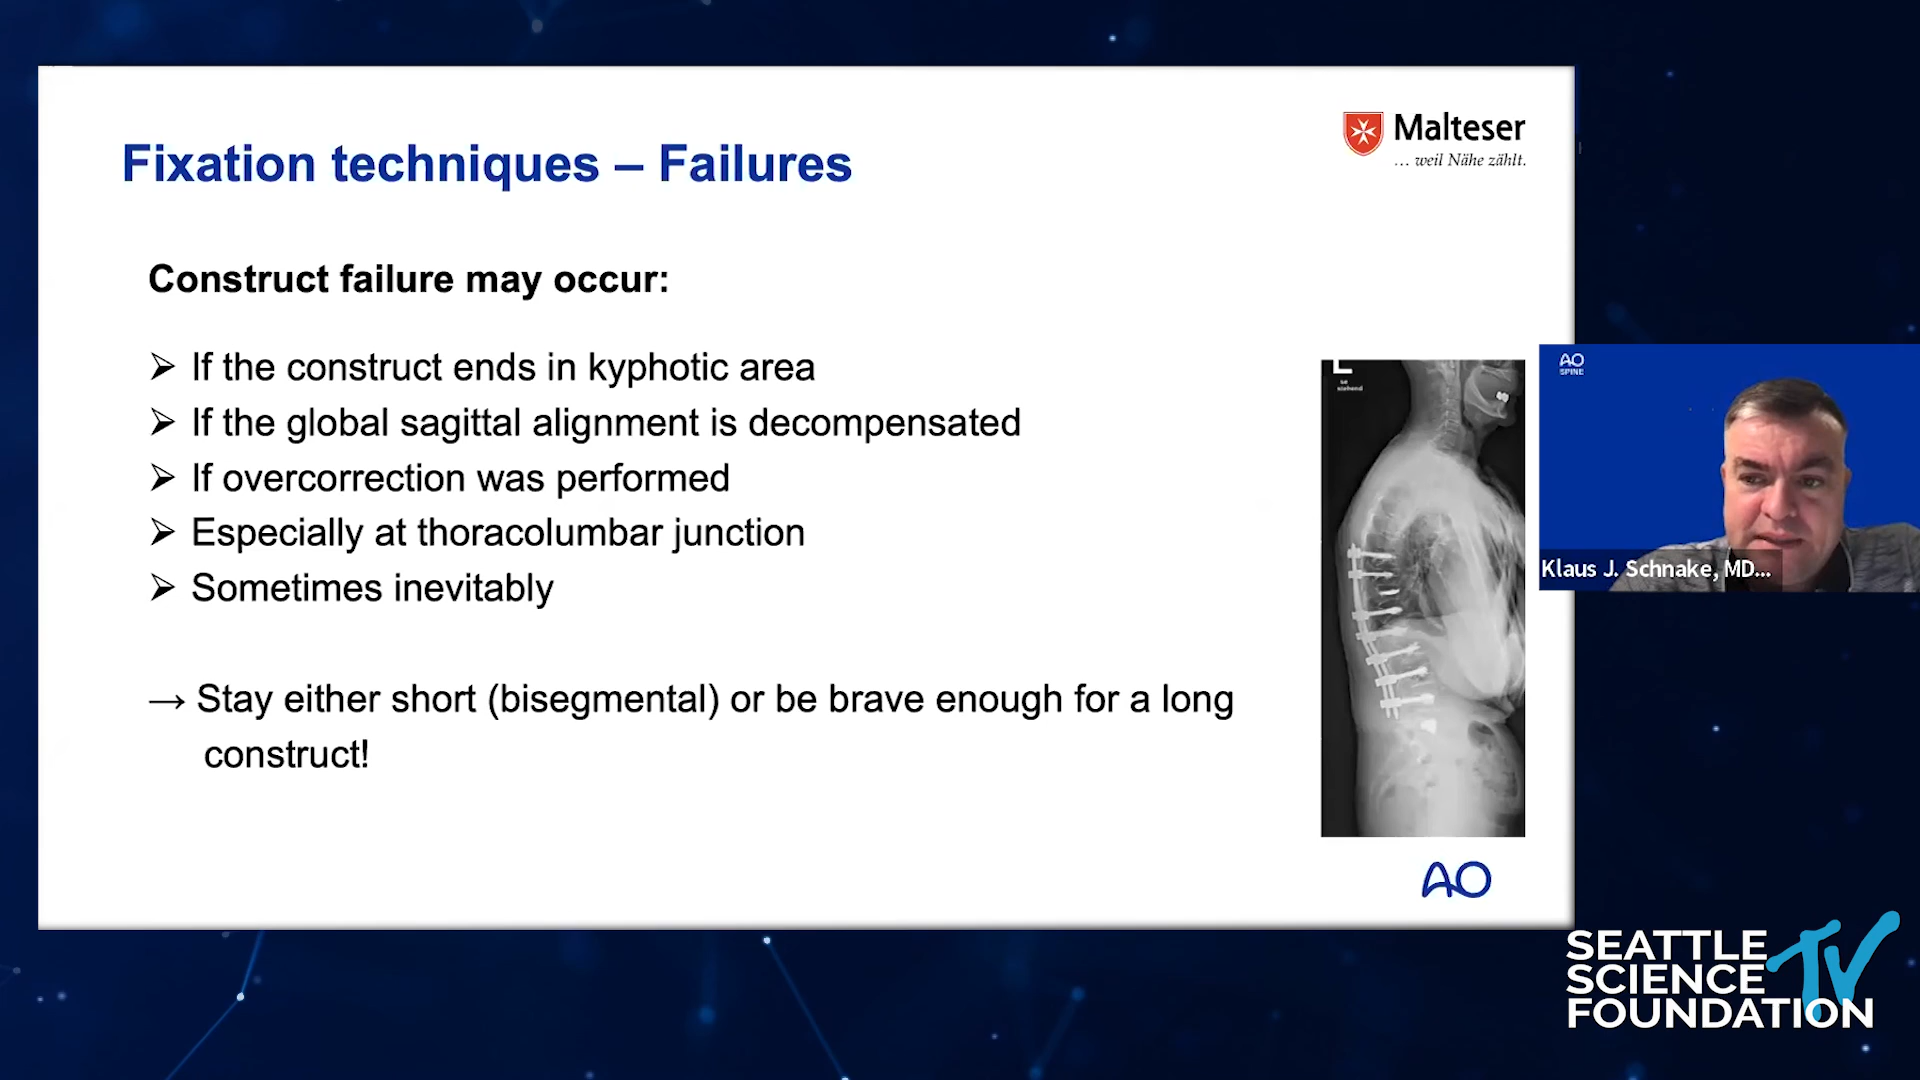 Malteser
... weil Nähe zählt.
Fixation techniques – Failures
Construct failure may occur:
➢ If the construct ends in kyphotic area
➢ If the global sagittal alignment is decompensated
➢ If overcorrection was performed
➢ Especially at thoracolumbar junction
➢ Sometimes inevitably
→ Stay either short (bisegmental) or be brave enough for a long
construct!
L
AO
AO
SPINE
Klaus J. Schnake, MD...
SEATTLE
SCIENCE
FOUNDATION
TV